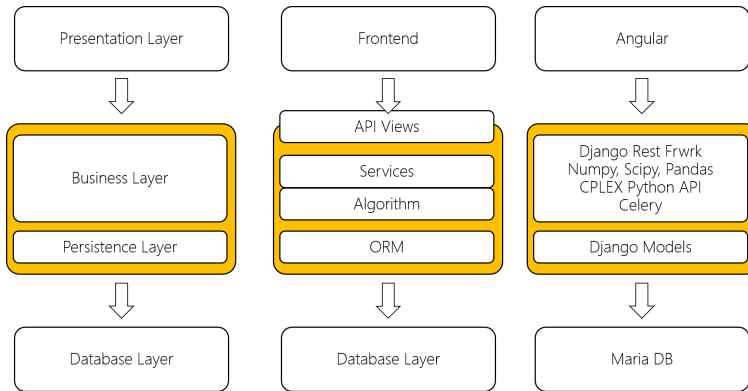 Presentation Layer
Frontend
Angular
API Views
Business Layer
Services
Algorithm
Django Rest Frwrk
Numpy, Scipy, Pandas
CPLEX Python API
Celery
Persistence Layer
ORM
Django Models
Database Layer
Database Layer
Maria DB